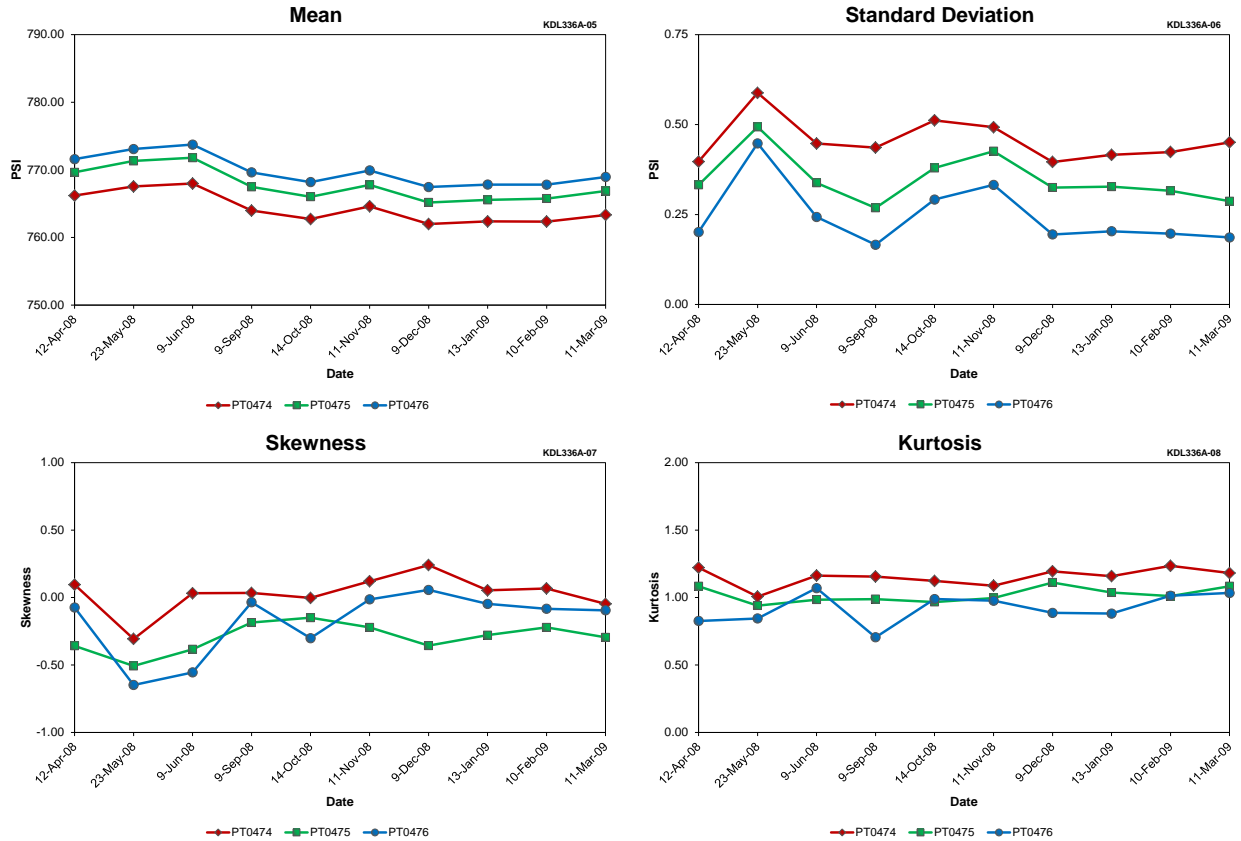 Mean
KDL336A-05
790.00
780.00
770.00
760.00
750.00
PSI
12-Apr-08
23-May-08
9-Jun-08
9-Sep-08
14-Oct-08
11-Nov-08
9-Dec-08
13-Jan-09
10-Feb-09
11-Mar-09
Date
PT0474
PT0475
PT0476
Standard Deviation
KDL336A-06
0.75
0.50
0.25
0.00
PSI
12-Apr-08
23-May-08
9-Jun-08
9-Sep-08
14-Oct-08
11-Nov-08
9-Dec-08
13-Jan-09
10-Feb-09
11-Mar-09
Date
PT0474
PT0475
PT0476
Skewness
KDL336A-07
1.00
0.50
0.00
-0.50
-1.00
Skewness
12-Apr-08
23-May-08
9-Jun-08
9-Sep-08
14-Oct-08
11-Nov-08
9-Dec-08
13-Jan-09
10-Feb-09
11-Mar-09
Date
PT0474
PT0475
PT0476
Kurtosis
KDL336A-08
2.00
1.50
1.00
0.50
0.00
Kurtosis
12-Apr-08
23-May-08
9-Jun-08
9-Sep-08
14-Oct-08
11-Nov-08
9-Dec-08
13-Jan-09
10-Feb-09
11-Mar-09
Date
PT0474
PT0475
PT0476